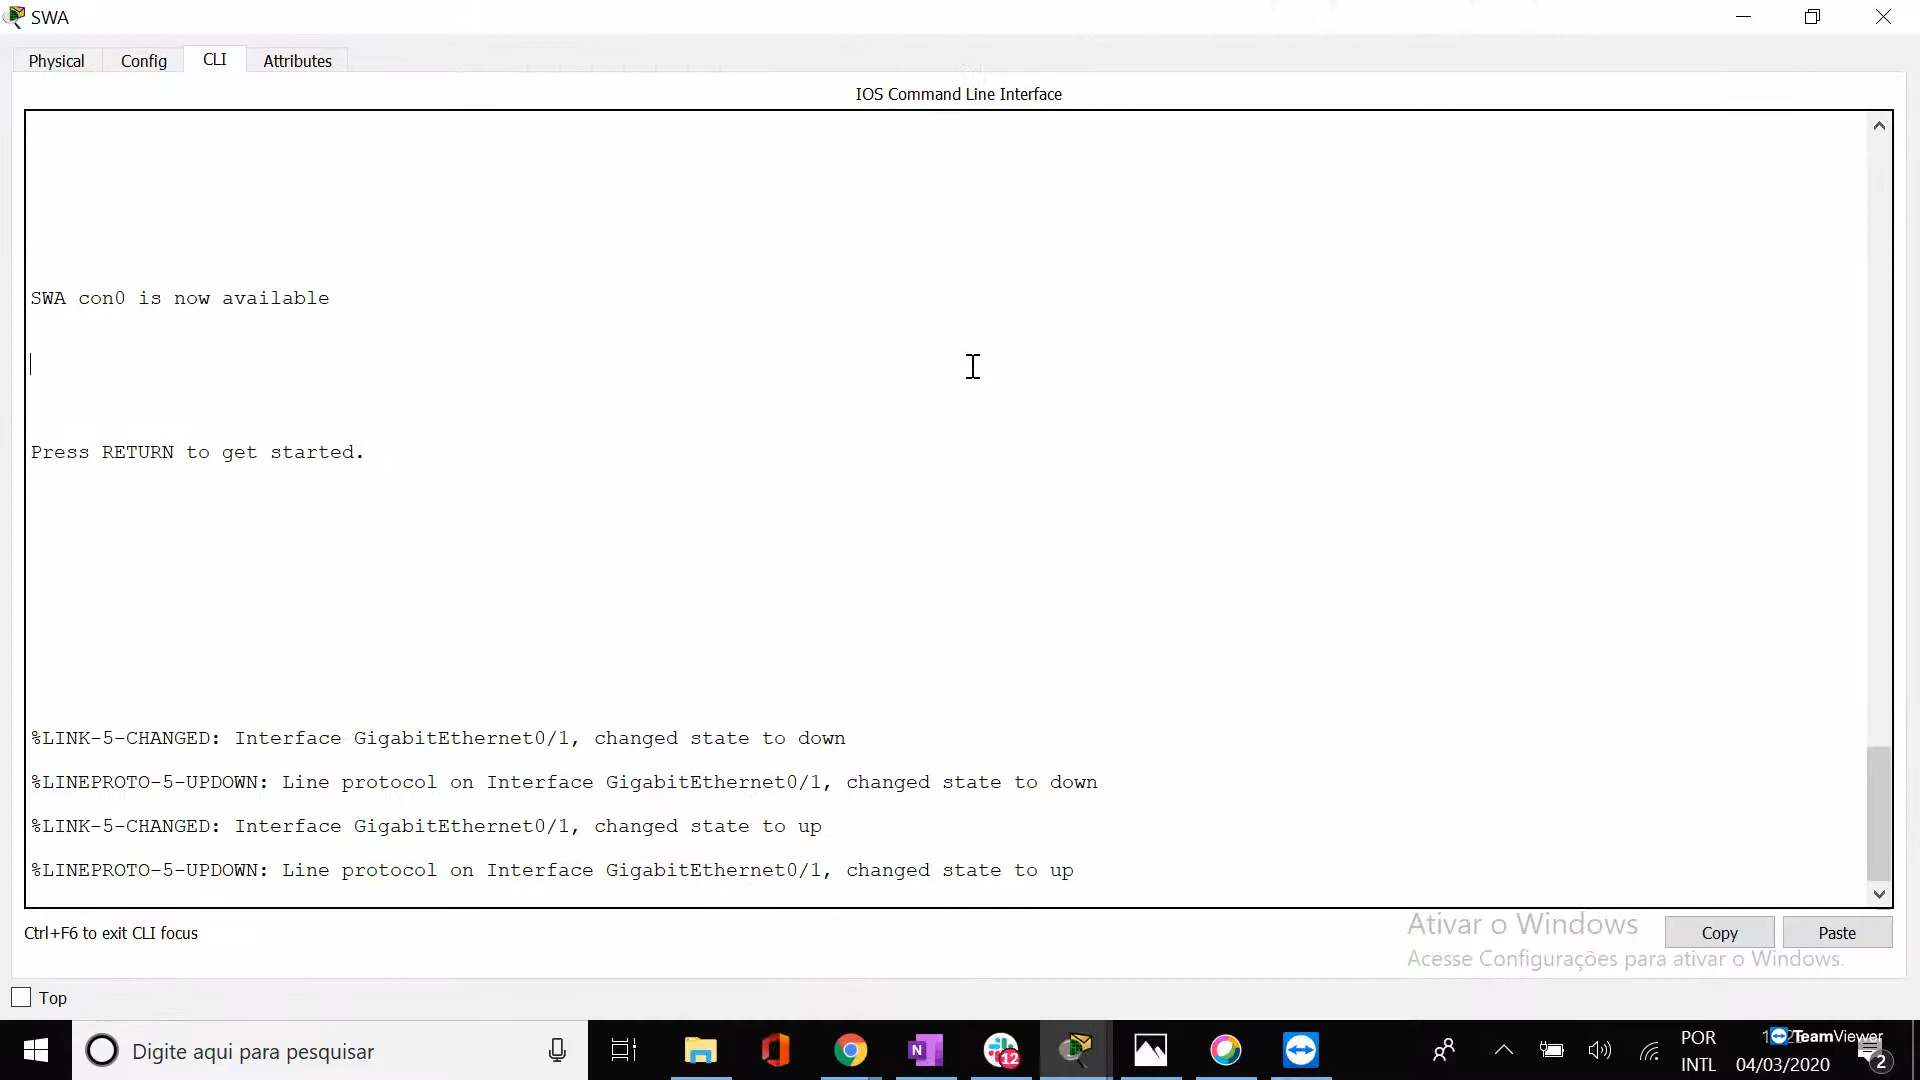 SWA
Physical
Config
CLI
Attributes
IOS Command Line Interface
SWA con0 is now available
Press RETURN to get started.
%LINK-5-CHANGED: Interface GigabitEthernet0/1, changed state to down
%LINEPROTO-5-UPDOWN: Line protocol on Interface GigabitEthernet0/1, changed state to down
%LINK-5-CHANGED: Interface GigabitEthernet0/1, changed state to up
%LINEPROTO-5-UPDOWN: Line protocol on Interface GigabitEthernet0/1, changed state to up
Ctrl+F6 to exit CLI focus
Ativar o Windows
Acesse Configurações para ativar o Windows.
Copy
Paste
Top
Digite aqui para pesquisar
12
POR
INTL
TeamViewer
04/03/2020
2